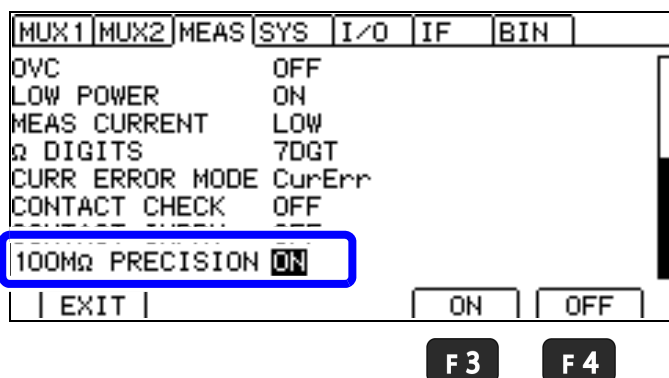 MUX1 MUX2 MEAS SYS I/O IF BIN
OVC OFF
LOW POWER ON
MEAS CURRENT LOW
Ω DIGITS 7DGT
CURR ERROR MODE CurErr
CONTACT CHECK OFF
100MΩ PRECISION ON
EXIT ON OFF
F3 F4